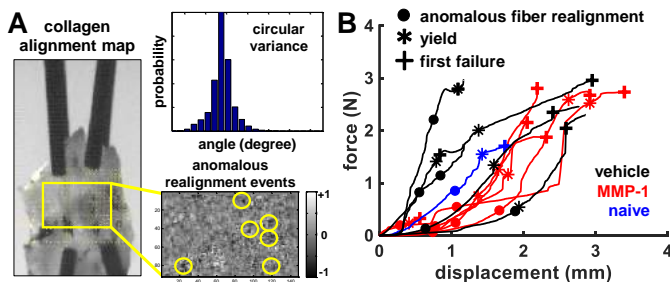 A
collagen
alignment map
circular
variance
probability
angle (degree)
anomalous
realignment events
+1
0
-1
20
40
60
80
20 40 60 80 100 120 140
B
anomalous fiber realignment
yield
first failure
force (N)
4
3
2
1
0
vehicle
MMP-1
naive
0 1 2 3 4
displacement (mm)